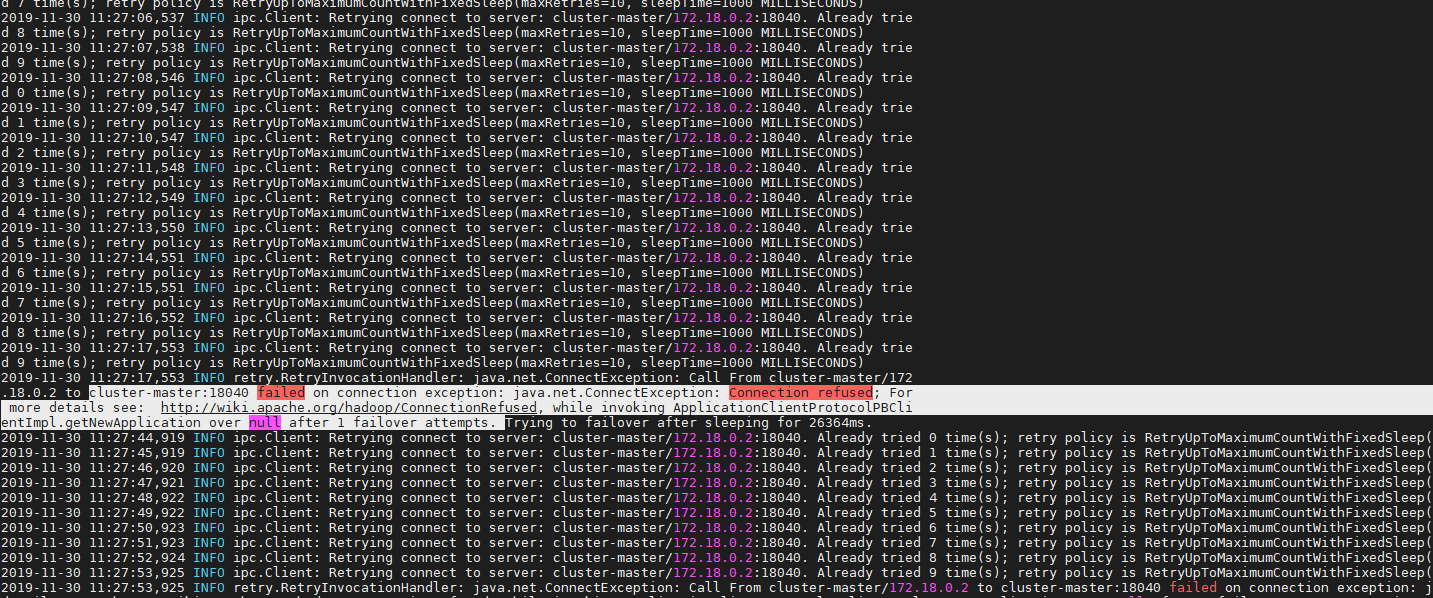 d 7 time(s); retry policy is RetryUpToMaximumCountWithFixedSleep(maxRetries=10, sleepTime=1000 MILLISECONDS)
2019-11-30 11:27:06,537 INFO ipc.Client: Retrying connect to server: cluster-master/172.18.0.2:18040. Already trie
d 8 time(s); retry policy is RetryUpToMaximumCountWithFixedSleep(maxRetries=10, sleepTime=1000 MILLISECONDS)
2019-11-30 11:27:07,538 INFO ipc.Client: Retrying connect to server: cluster-master/172.18.0.2:18040. Already trie
d 9 time(s); retry policy is RetryUpToMaximumCountWithFixedSleep(maxRetries=10, sleepTime=1000 MILLISECONDS)
2019-11-30 11:27:08,546 INFO ipc.Client: Retrying connect to server: cluster-master/172.18.0.2:18040. Already trie
d 0 time(s); retry policy is RetryUpToMaximumCountWithFixedSleep(maxRetries=10, sleepTime=1000 MILLISECONDS)
2019-11-30 11:27:09,547 INFO ipc.Client: Retrying connect to server: cluster-master/172.18.0.2:18040. Already trie
d 1 time(s); retry policy is RetryUpToMaximumCountWithFixedSleep(maxRetries=10, sleepTime=1000 MILLISECONDS)
2019-11-30 11:27:10,547 INFO ipc.Client: Retrying connect to server: cluster-master/172.18.0.2:18040. Already trie
d 2 time(s); retry policy is RetryUpToMaximumCountWithFixedSleep(maxRetries=10, sleepTime=1000 MILLISECONDS)
2019-11-30 11:27:11,548 INFO ipc.Client: Retrying connect to server: cluster-master/172.18.0.2:18040. Already trie
d 3 time(s); retry policy is RetryUpToMaximumCountWithFixedSleep(maxRetries=10, sleepTime=1000 MILLISECONDS)
2019-11-30 11:27:12,549 INFO ipc.Client: Retrying connect to server: cluster-master/172.18.0.2:18040. Already trie
d 4 time(s); retry policy is RetryUpToMaximumCountWithFixedSleep(maxRetries=10, sleepTime=1000 MILLISECONDS)
2019-11-30 11:27:13,550 INFO ipc.Client: Retrying connect to server: cluster-master/172.18.0.2:18040. Already trie
d 5 time(s); retry policy is RetryUpToMaximumCountWithFixedSleep(maxRetries=10, sleepTime=1000 MILLISECONDS)
2019-11-30 11:27:14,551 INFO ipc.Client: Retrying connect to server: cluster-master/172.18.0.2:18040. Already trie
d 6 time(s); retry policy is RetryUpToMaximumCountWithFixedSleep(maxRetries=10, sleepTime=1000 MILLISECONDS)
2019-11-30 11:27:15,551 INFO ipc.Client: Retrying connect to server: cluster-master/172.18.0.2:18040. Already trie
d 7 time(s); retry policy is RetryUpToMaximumCountWithFixedSleep(maxRetries=10, sleepTime=1000 MILLISECONDS)
2019-11-30 11:27:16,552 INFO ipc.Client: Retrying connect to server: cluster-master/172.18.0.2:18040. Already trie
d 8 time(s); retry policy is RetryUpToMaximumCountWithFixedSleep(maxRetries=10, sleepTime=1000 MILLISECONDS)
2019-11-30 11:27:17,553 INFO ipc.Client: Retrying connect to server: cluster-master/172.18.0.2:18040. Already trie
d 9 time(s); retry policy is RetryUpToMaximumCountWithFixedSleep(maxRetries=10, sleepTime=1000 MILLISECONDS)
2019-11-30 11:27:17,553 INFO retry.RetryInvocationHandler: java.net.ConnectException: Call From cluster-master/172
.18.0.2 to cluster-master:18040 failed on connection exception: java.net.ConnectException: Connection refused; For
more details see:  http://wiki.apache.org/hadoop/ConnectionRefused, while invoking ApplicationClientProtocolPBCli
entImpl.getNewApplication over null after 1 failover attempts. Trying to failover after sleeping for 26364ms.
2019-11-30 11:27:44,919 INFO ipc.Client: Retrying connect to server: cluster-master/172.18.0.2:18040. Already tried 0 time(s); retry policy is RetryUpToMaximumCountWithFixedSleep(
2019-11-30 11:27:45,919 INFO ipc.Client: Retrying connect to server: cluster-master/172.18.0.2:18040. Already tried 1 time(s); retry policy is RetryUpToMaximumCountWithFixedSleep(
2019-11-30 11:27:46,920 INFO ipc.Client: Retrying connect to server: cluster-master/172.18.0.2:18040. Already tried 2 time(s); retry policy is RetryUpToMaximumCountWithFixedSleep(
2019-11-30 11:27:47,921 INFO ipc.Client: Retrying connect to server: cluster-master/172.18.0.2:18040. Already tried 3 time(s); retry policy is RetryUpToMaximumCountWithFixedSleep(
2019-11-30 11:27:48,922 INFO ipc.Client: Retrying connect to server: cluster-master/172.18.0.2:18040. Already tried 4 time(s); retry policy is RetryUpToMaximumCountWithFixedSleep(
2019-11-30 11:27:49,922 INFO ipc.Client: Retrying connect to server: cluster-master/172.18.0.2:18040. Already tried 5 time(s); retry policy is RetryUpToMaximumCountWithFixedSleep(
2019-11-30 11:27:50,923 INFO ipc.Client: Retrying connect to server: cluster-master/172.18.0.2:18040. Already tried 6 time(s); retry policy is RetryUpToMaximumCountWithFixedSleep(
2019-11-30 11:27:51,923 INFO ipc.Client: Retrying connect to server: cluster-master/172.18.0.2:18040. Already tried 7 time(s); retry policy is RetryUpToMaximumCountWithFixedSleep(
2019-11-30 11:27:52,924 INFO ipc.Client: Retrying connect to server: cluster-master/172.18.0.2:18040. Already tried 8 time(s); retry policy is RetryUpToMaximumCountWithFixedSleep(
2019-11-30 11:27:53,925 INFO ipc.Client: Retrying connect to server: cluster-master/172.18.0.2:18040. Already tried 9 time(s); retry policy is RetryUpToMaximumCountWithFixedSleep(
2019-11-30 11:27:53,925 INFO retry.RetryInvocationHandler: java.net.ConnectException: Call From cluster-master/172.18.0.2 to cluster-master:18040 failed on connection exception: j